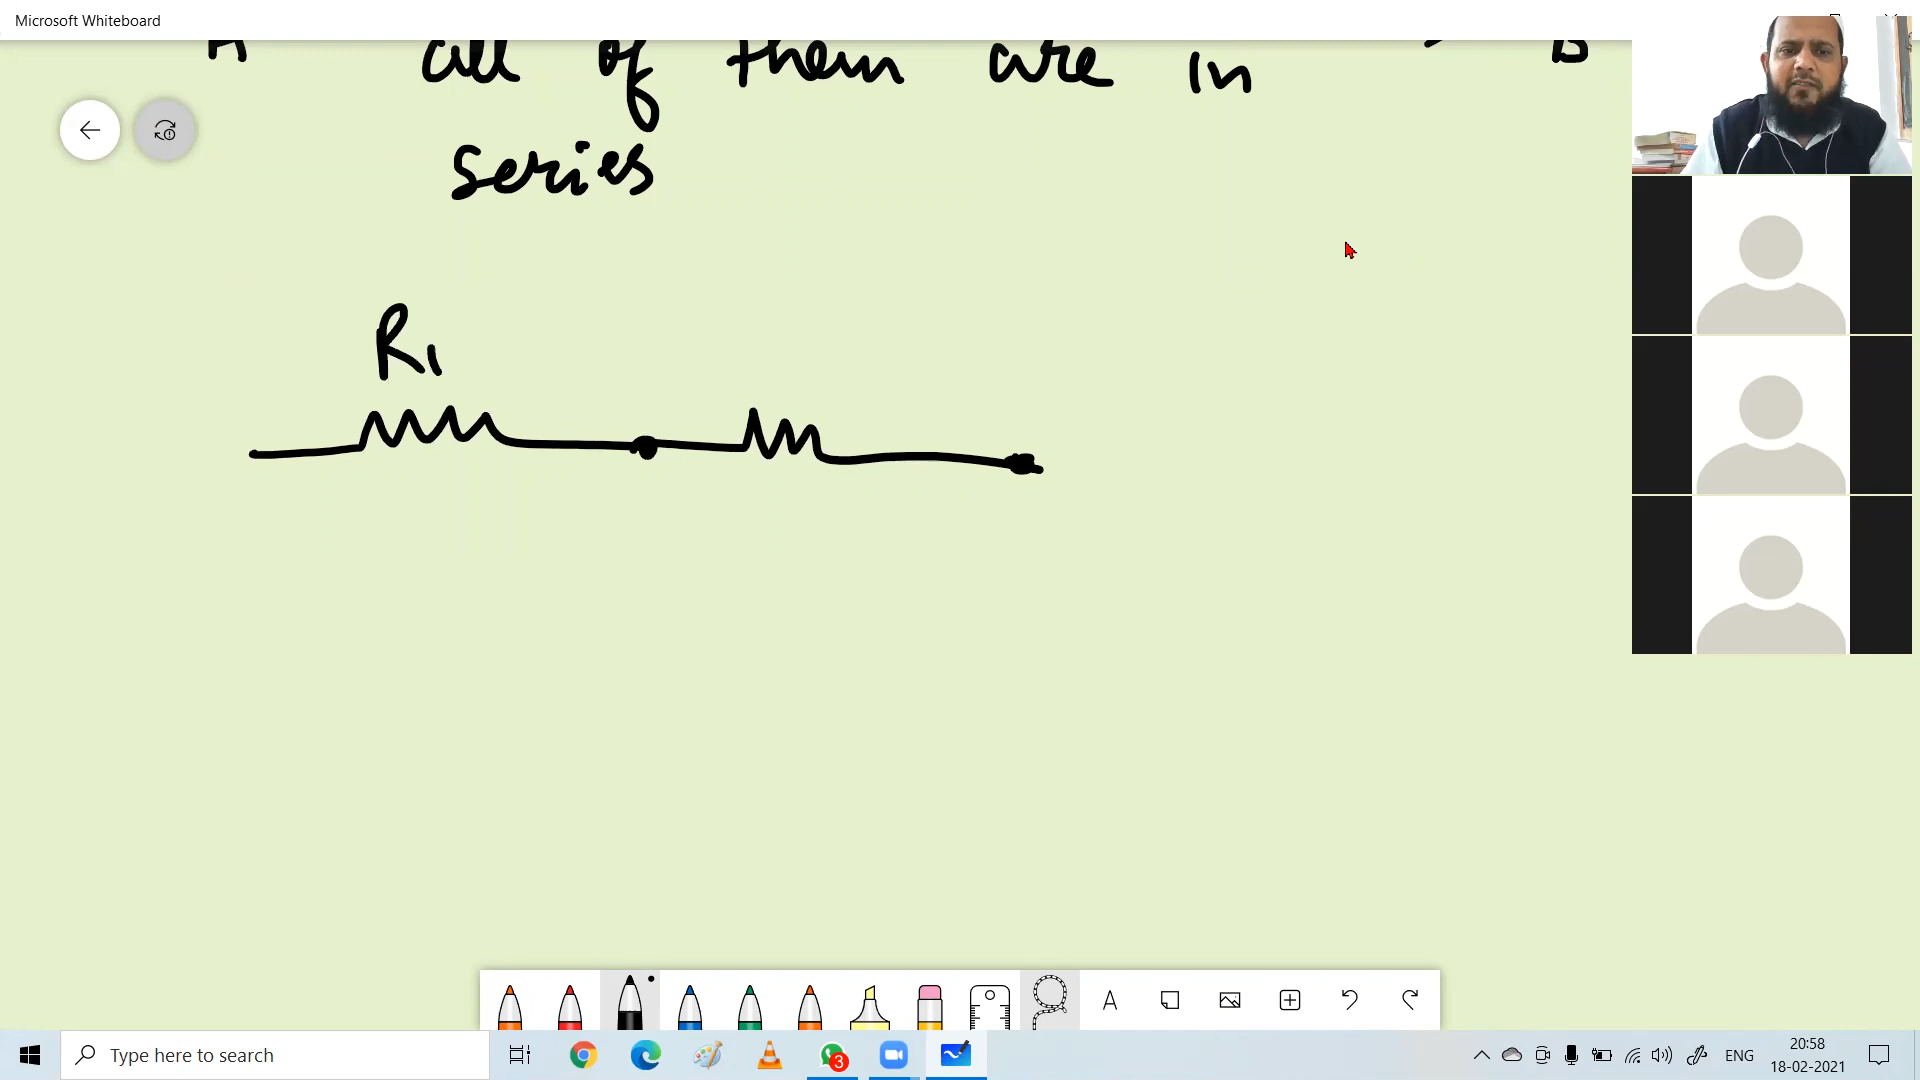 Microsoft Whiteboard
A all of them are in B
series
R1
Type here to search
3
ENG
20:58
18-02-2021